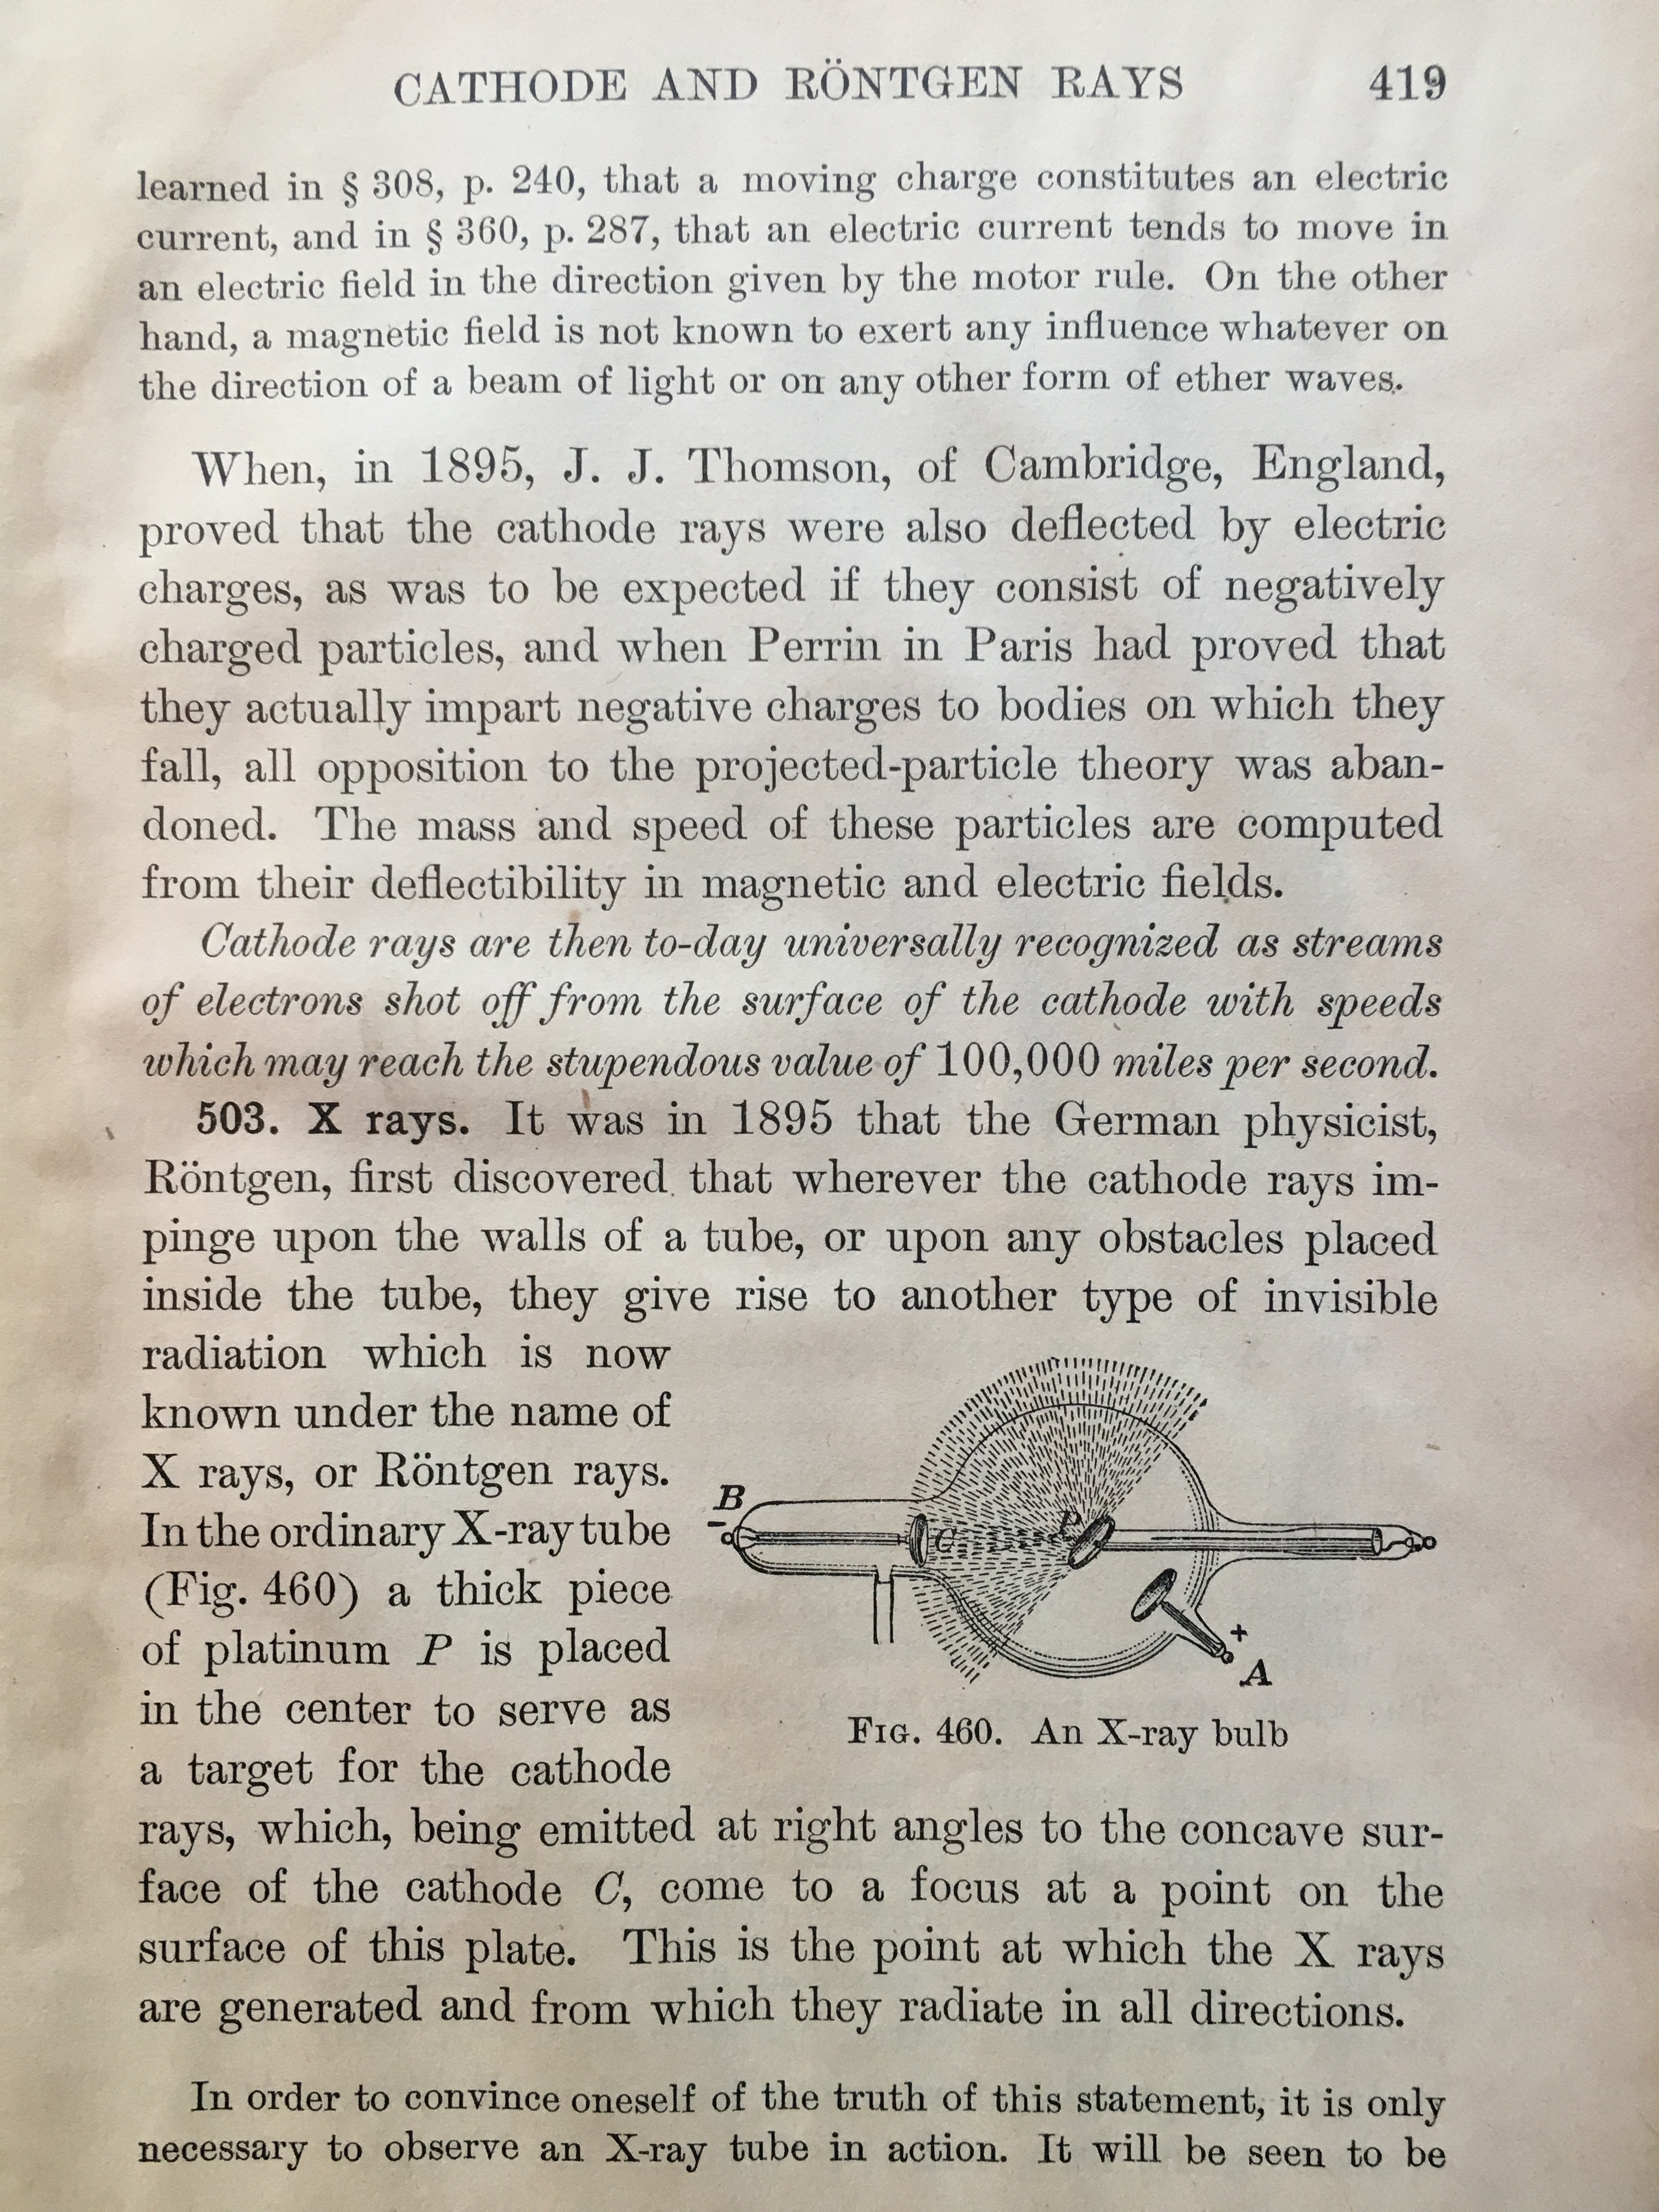 CATHODE AND RÖNTGEN RAYS 419
learned in § 308, p. 240, that a moving charge constitutes an electric
current, and in § 360, p. 287, that an electric current tends to move in
an electric field in the direction given by the motor rule. On the other
hand, a magnetic field is not known to exert any influence whatever on
the direction of a beam of light or on any other form of ether waves.
When, in 1895, J. J. Thomson, of Cambridge, England,
proved that the cathode rays were also deflected by electric
charges, as was to be expected if they consist of negatively
charged particles, and when Perrin in Paris had proved that
they actually impart negative charges to bodies on which they
fall, all opposition to the projected-particle theory was aban-
doned. The mass and speed of these particles are computed
from their deflectibility in magnetic and electric fields.
Cathode rays are then to-day universally recognized as streams
of electrons shot off from the surface of the cathode with speeds
which may reach the stupendous value of 100,000 miles per second.
503. X rays. It was in 1895 that the German physicist,
Röntgen, first discovered that wherever the cathode rays im-
pinge upon the walls of a tube, or upon any obstacles placed
inside the tube, they give rise to another type of invisible
radiation which is now
known under the name of
X rays, or Röntgen rays.
In the ordinary X-ray tube
(Fig. 460) a thick piece
of platinum P is placed
in the center to serve as
a target for the cathode
B
−
C
P
+
A
FIG. 460. An X-ray bulb
rays, which, being emitted at right angles to the concave sur-
face of the cathode C, come to a focus at a point on the
surface of this plate. This is the point at which the X rays
are generated and from which they radiate in all directions.
In order to convince oneself of the truth of this statement, it is only
necessary to observe an X-ray tube in action. It will be seen to be